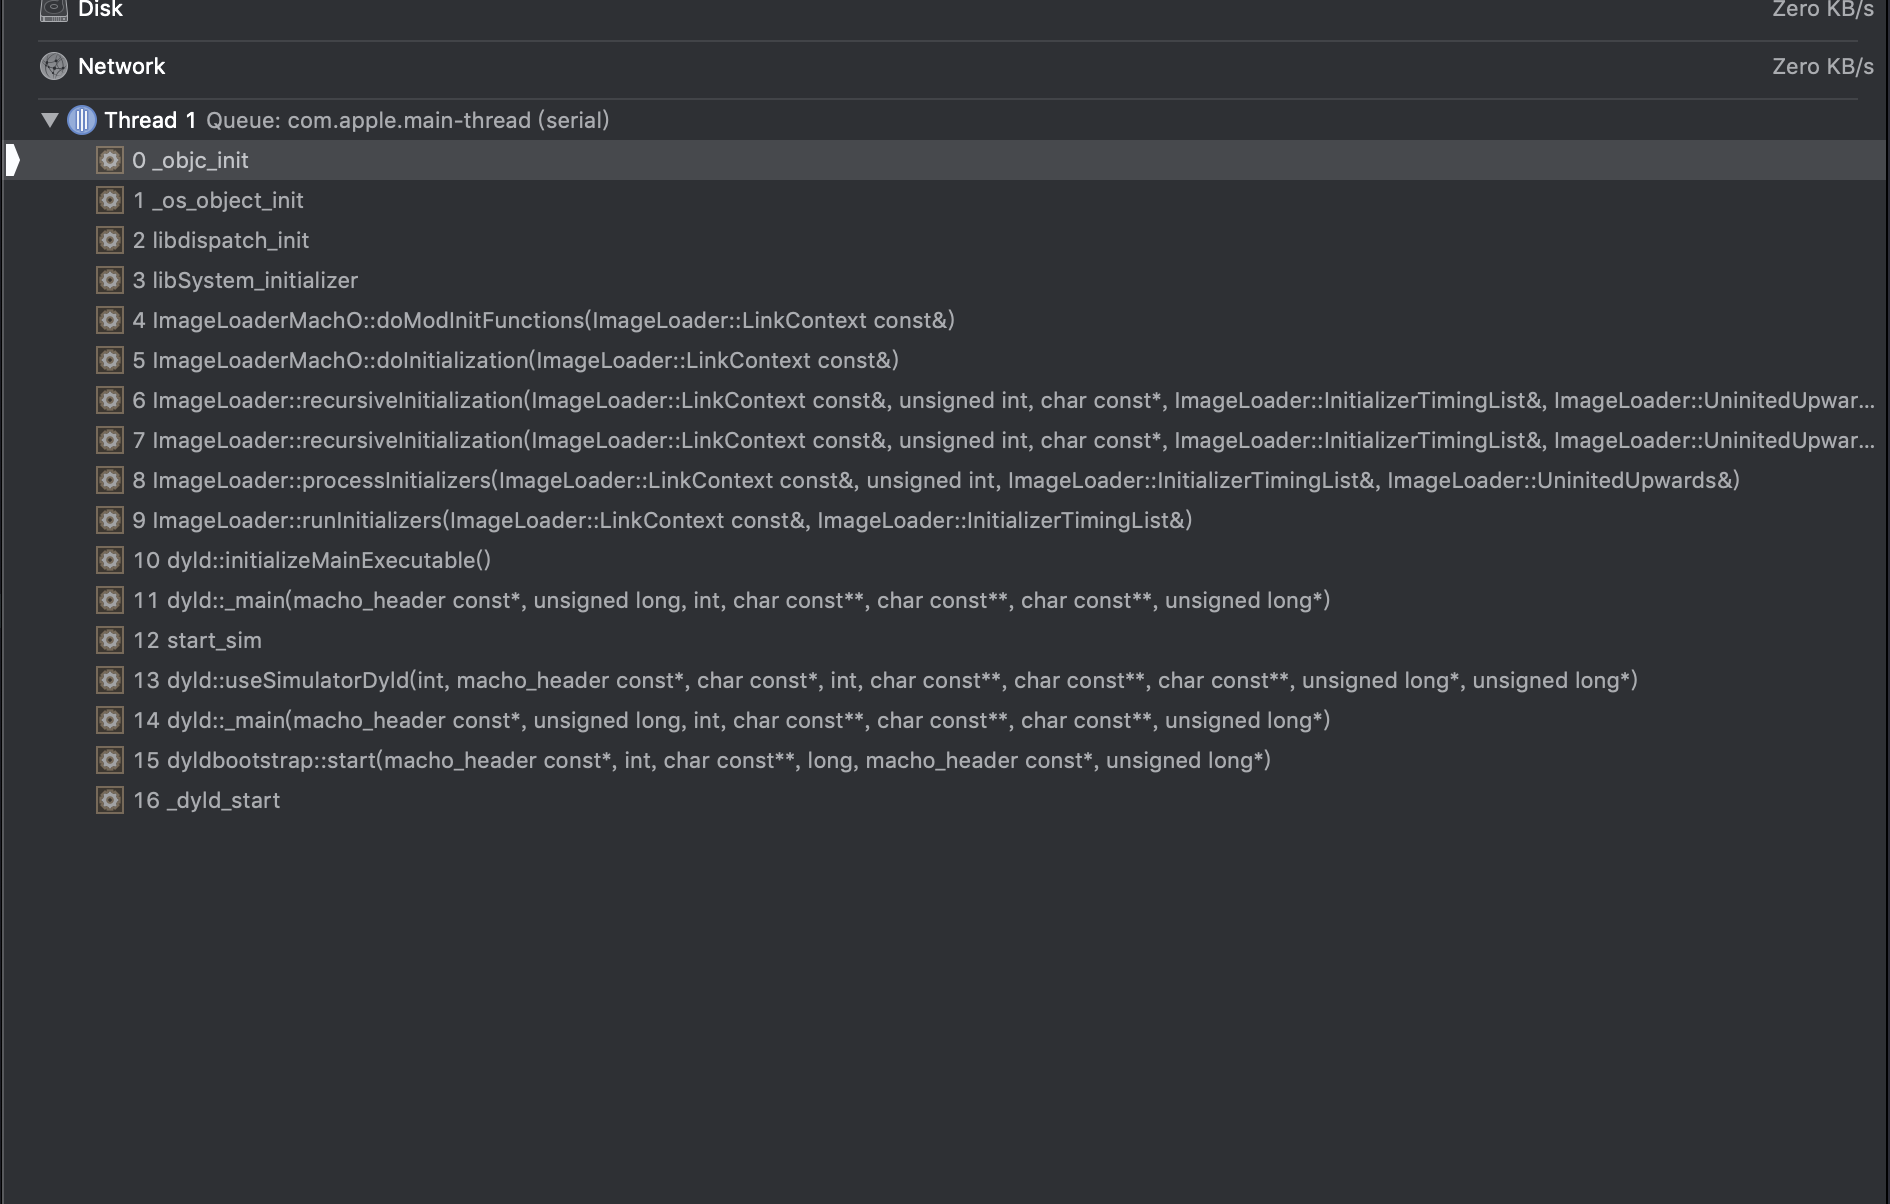 Disk Zero KB/s
Network Zero KB/s
Thread 1 Queue: com.apple.main-thread (serial)
0 _objc_init
1 _os_object_init
2 libdispatch_init
3 libSystem_initializer
4 ImageLoaderMachO::doModInitFunctions(ImageLoader::LinkContext const&)
5 ImageLoaderMachO::doInitialization(ImageLoader::LinkContext const&)
6 ImageLoader::recursiveInitialization(ImageLoader::LinkContext const&, unsigned int, char const*, ImageLoader::InitializerTimingList&, ImageLoader::UninitedUpwar...
7 ImageLoader::recursiveInitialization(ImageLoader::LinkContext const&, unsigned int, char const*, ImageLoader::InitializerTimingList&, ImageLoader::UninitedUpwar...
8 ImageLoader::processInitializers(ImageLoader::LinkContext const&, unsigned int, ImageLoader::InitializerTimingList&, ImageLoader::UninitedUpwards&)
9 ImageLoader::runInitializers(ImageLoader::LinkContext const&, ImageLoader::InitializerTimingList&)
10 dyld::initializeMainExecutable()
11 dyld::_main(macho_header const*, unsigned long, int, char const**, char const**, char const**, unsigned long*)
12 start_sim
13 dyld::useSimulatorDyld(int, macho_header const*, char const*, int, char const**, char const**, char const**, unsigned long*, unsigned long*)
14 dyld::_main(macho_header const*, unsigned long, int, char const**, char const**, char const**, unsigned long*)
15 dyldbootstrap::start(macho_header const*, int, char const**, long, macho_header const*, unsigned long*)
16 _dyld_start